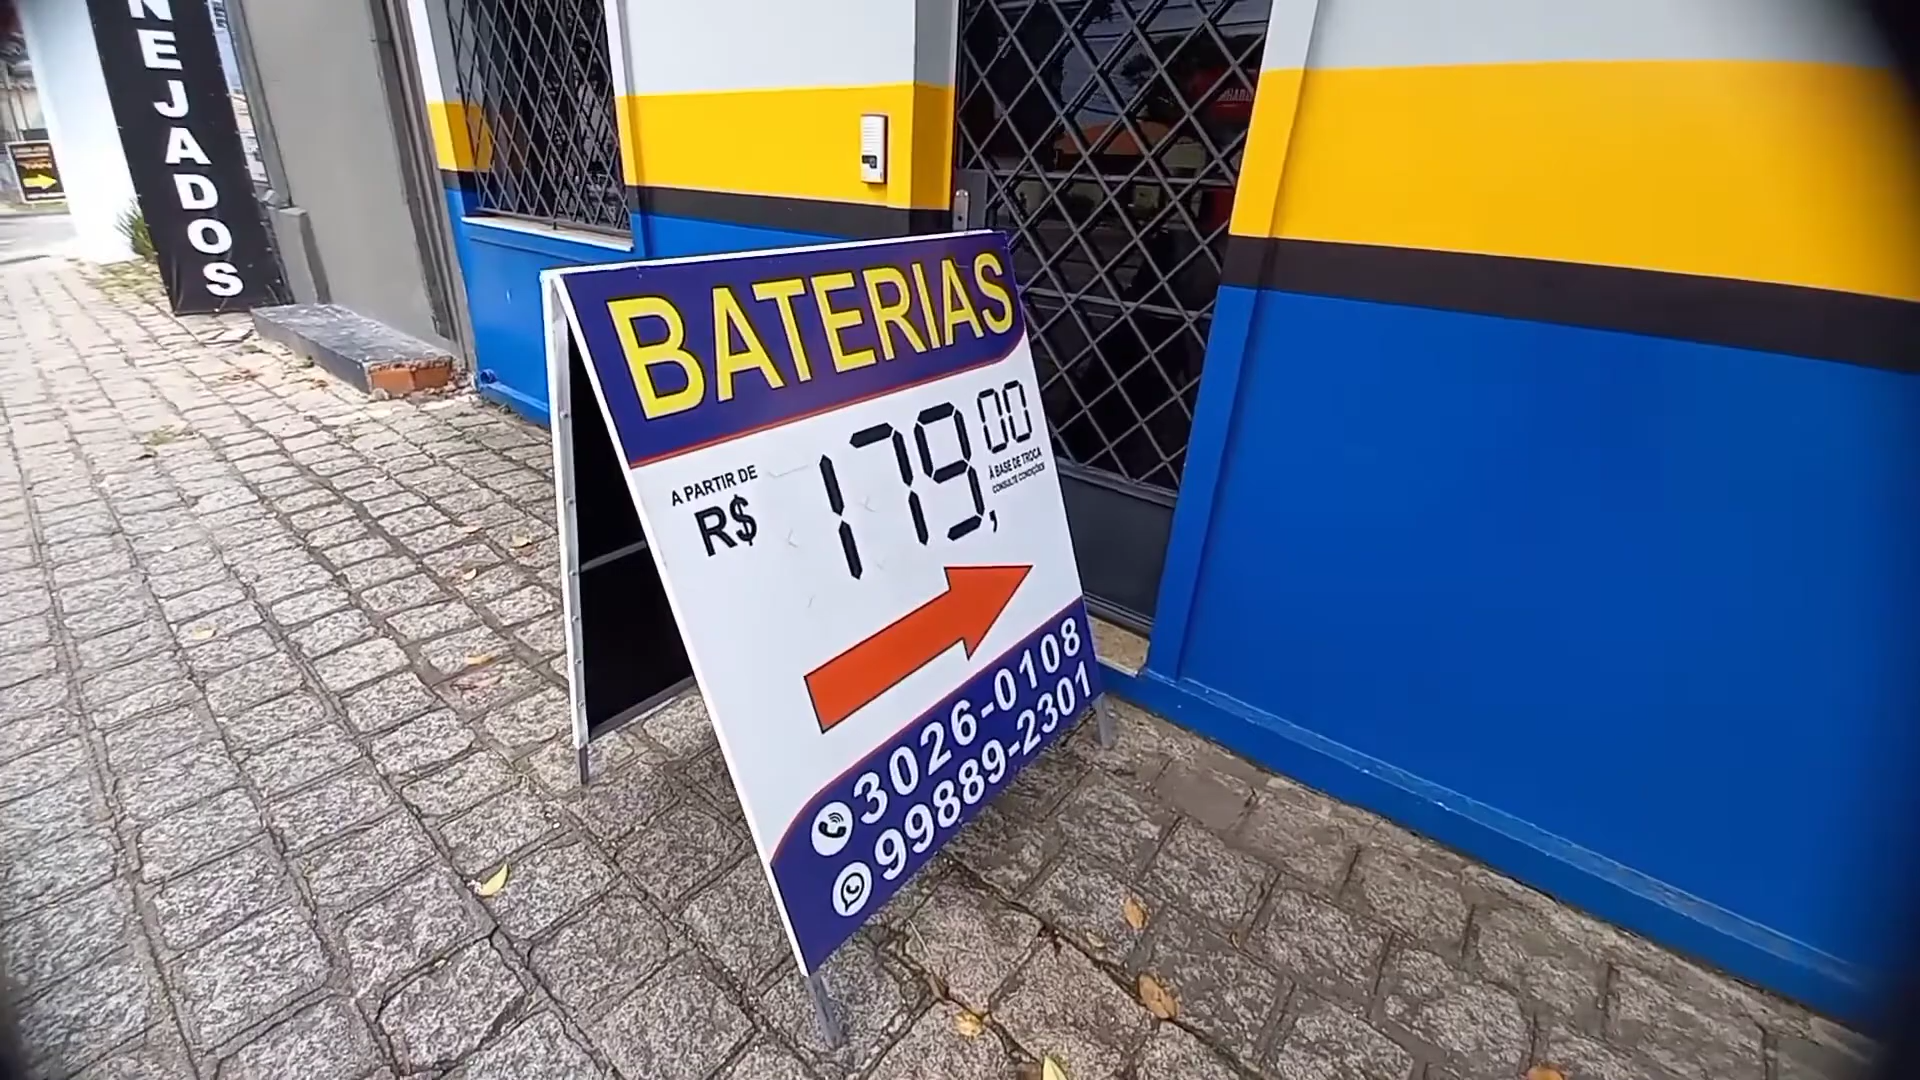 NEJADOS
BATERIAS
A PARTIR DE
R$ 179,00
À BASE DE TROCA
CONSULTE CONDIÇÕES
3026-0108
99889-2301